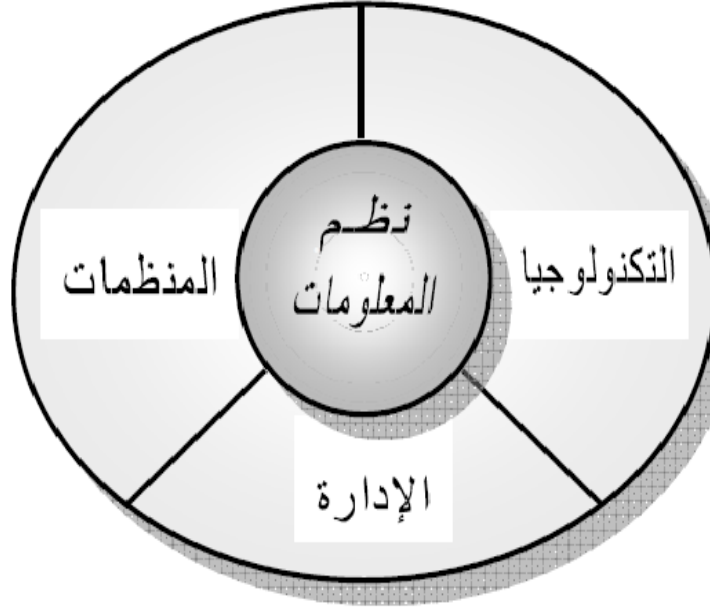 نظم
المعلومات
التكنولوجيا
المنظمات
الإدارة